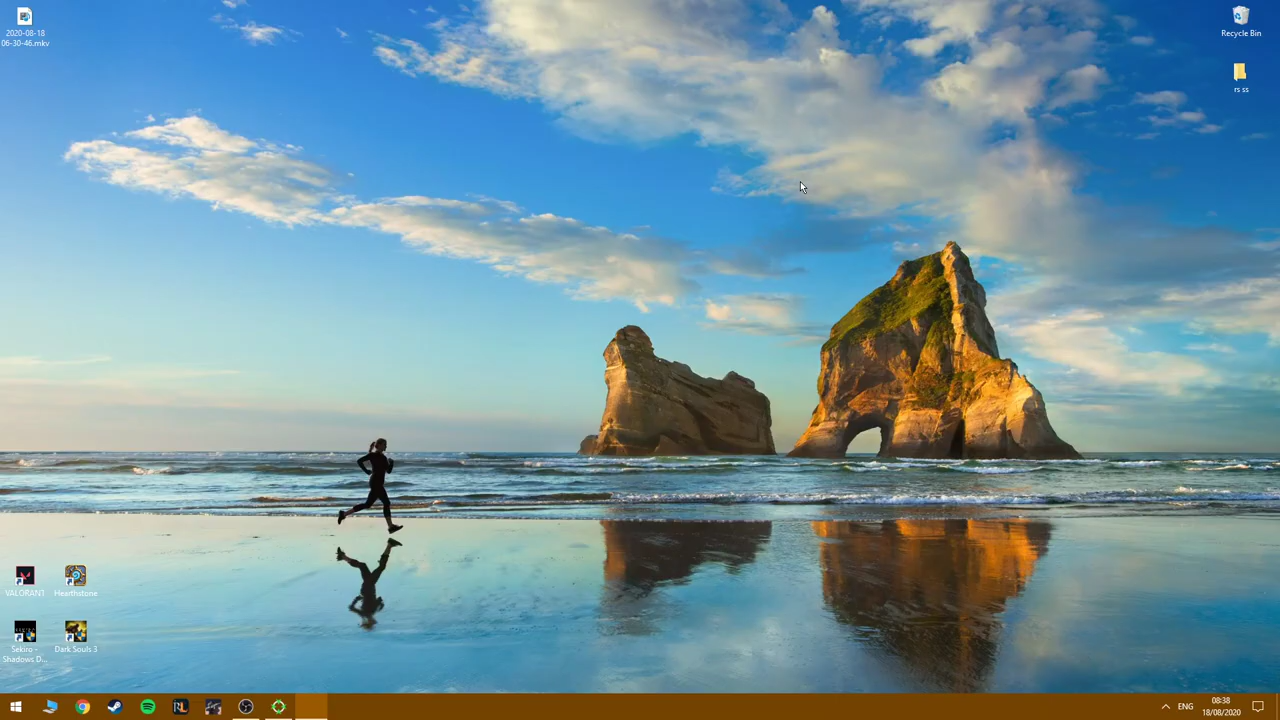 2020-08-18
06-30-46.mkv
Recycle Bin
rs ss
VALORANT
Hearthstone
Sekiro -
Shadows D...
Dark Souls 3
ENG
08:38
18/08/2020